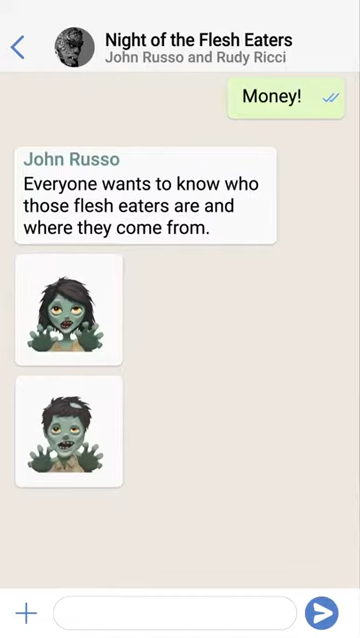 Night of the Flesh Eaters
John Russo and Rudy Ricci
Money!
John Russo
Everyone wants to know who
those flesh eaters are and
where they come from.